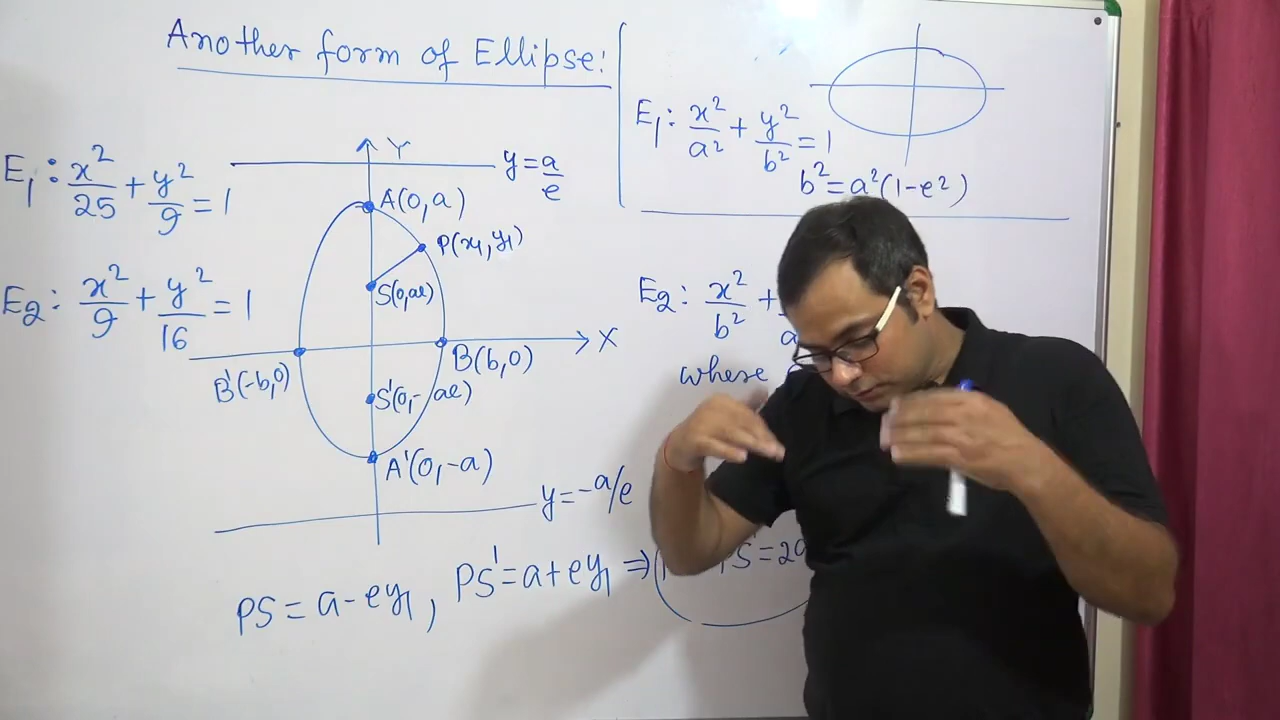 Another form of Ellipse:
E₁: x²/25 + y²/9 = 1
E₂: x²/9 + y²/16 = 1
Y
y = a/e
A(0, a)
P(x₁, y₁)
S(0, ae)
X
B'(-b, 0)
B(b, 0)
S'(0, -ae)
A'(0, -a)
y = -a/e
PS = a - ey₁, PS' = a + ey₁ ⇒ PS' = 2a
E₁: x²/a² + y²/b² = 1
b² = a²(1 - e²)
E₂: x²/b² +
where